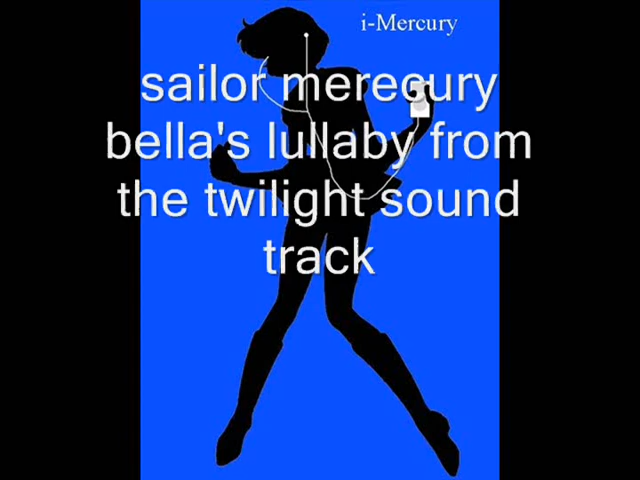 i-Mercury
sailor merecury
bella's lullaby from
the twilight sound
track